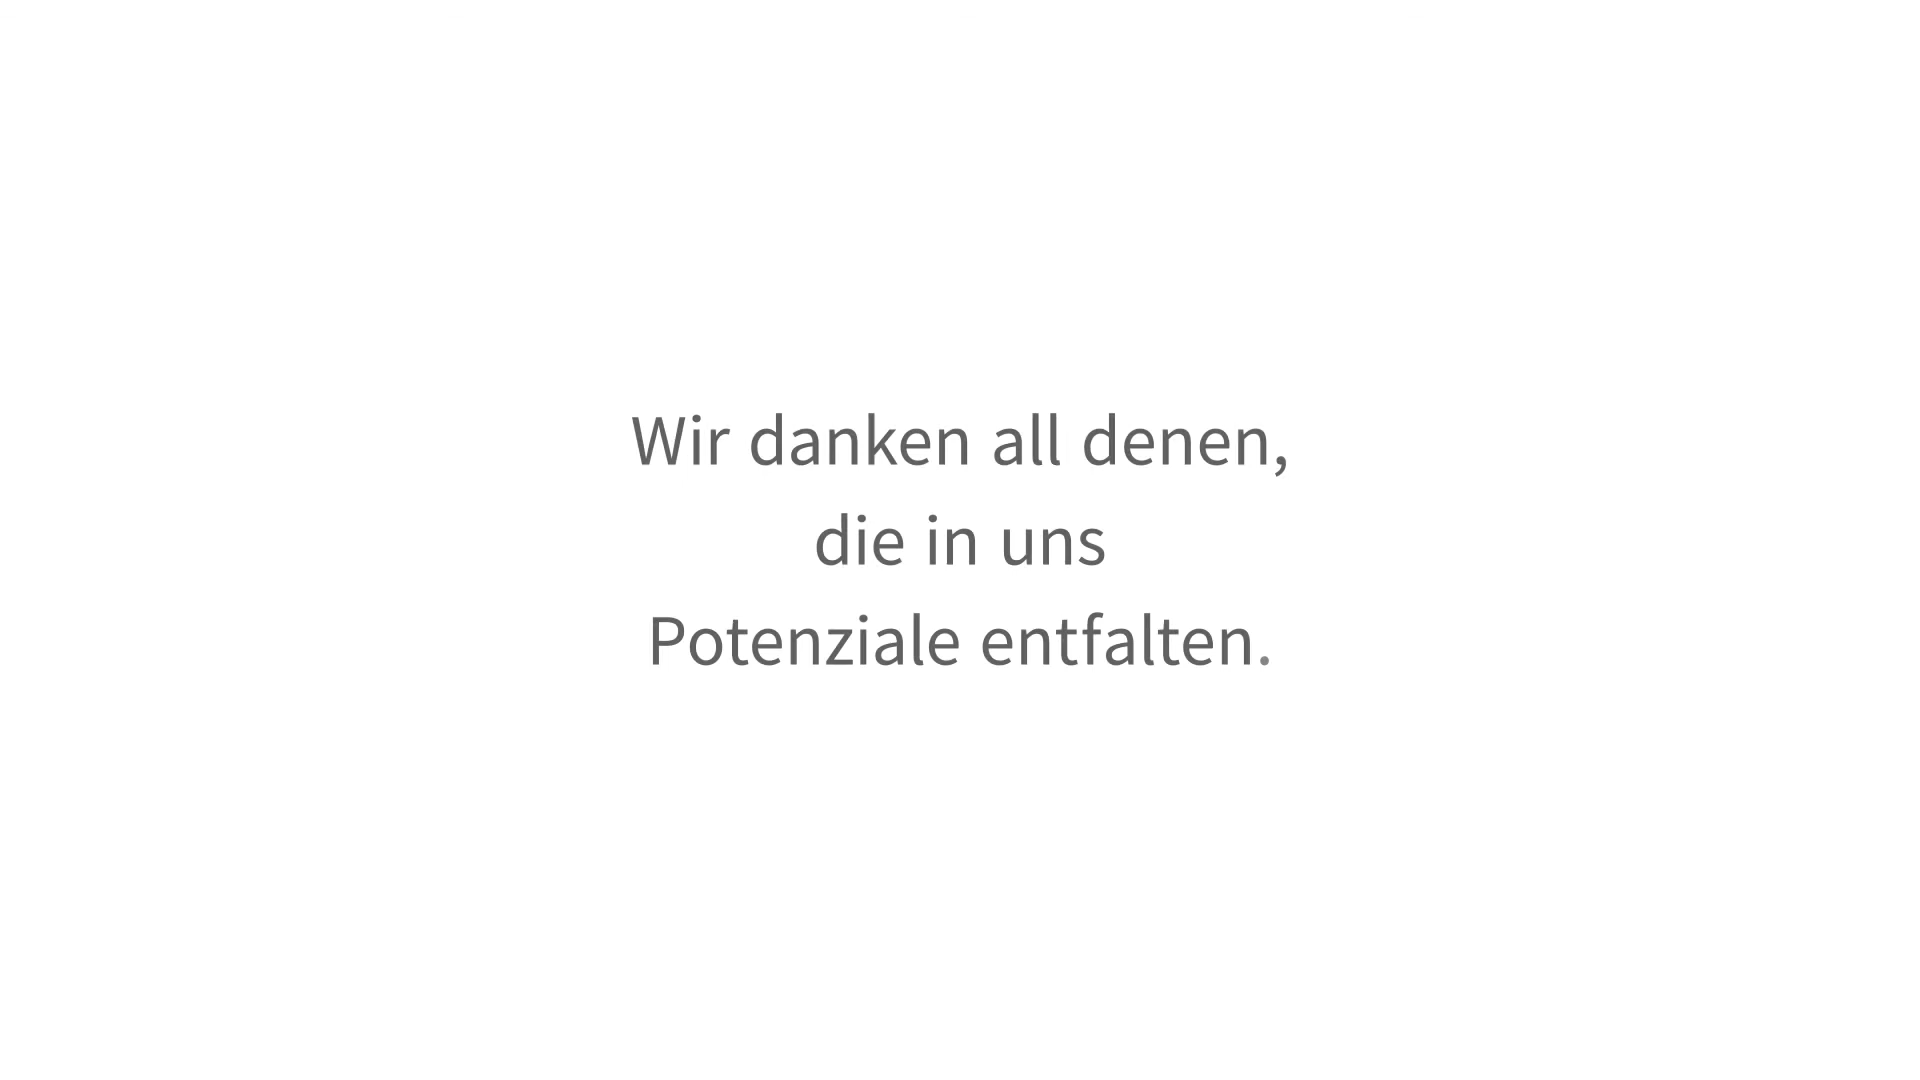 Wir danken all denen,
die in uns
Potenziale entfalten.